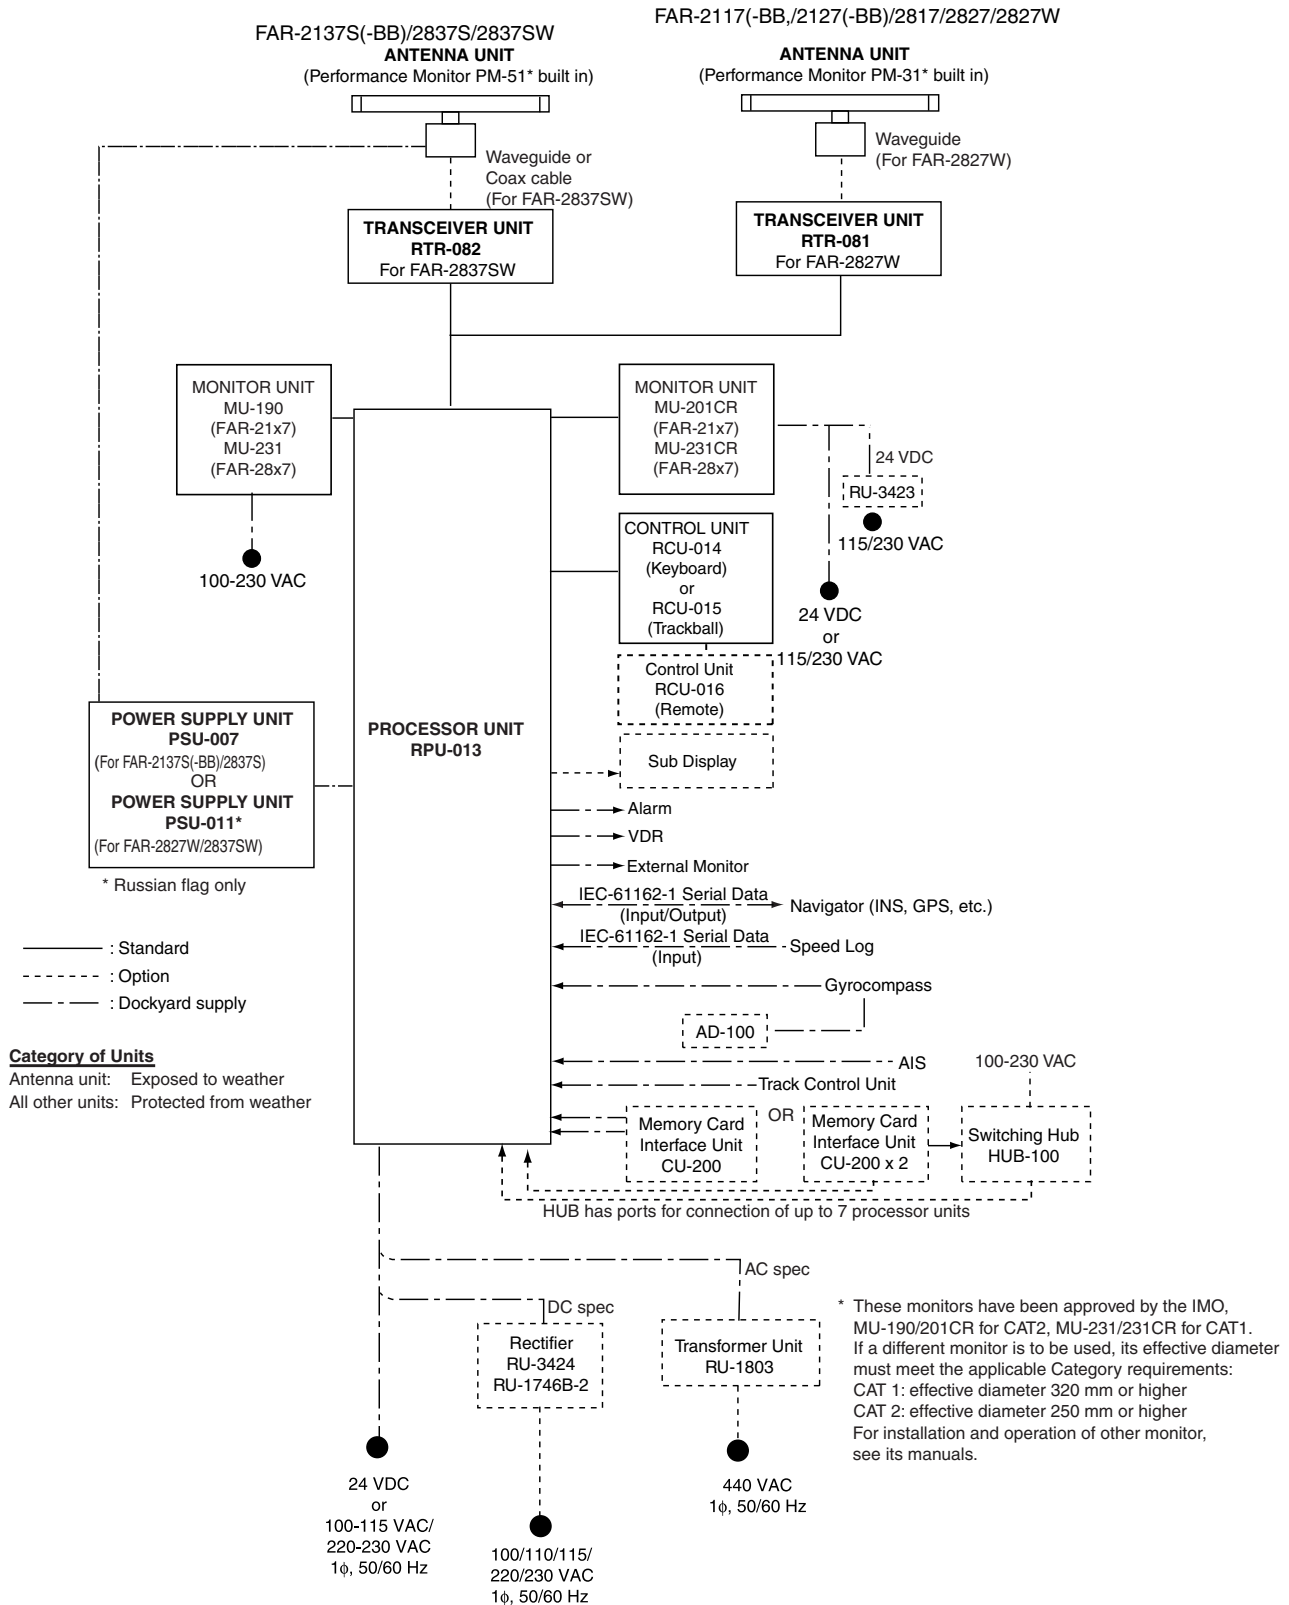 FAR-2137S(-BB)/2837S/2837SW
ANTENNA UNIT
(Performance Monitor PM-51* built in)
FAR-2117(-BB,/2127(-BB)/2817/2827/2827W
ANTENNA UNIT
(Performance Monitor PM-31* built in)
Waveguide or
Coax cable
(For FAR-2837SW)
Waveguide
(For FAR-2827W)
TRANSCEIVER UNIT
RTR-082
For FAR-2837SW
TRANSCEIVER UNIT
RTR-081
For FAR-2827W
MONITOR UNIT
MU-190
(FAR-21x7)
MU-231
(FAR-28x7)
100-230 VAC
MONITOR UNIT
MU-201CR
(FAR-21x7)
MU-231CR
(FAR-28x7)
24 VDC
RU-3423
115/230 VAC
24 VDC
or
115/230 VAC
CONTROL UNIT
RCU-014
(Keyboard)
or
RCU-015
(Trackball)
Control Unit
RCU-016
(Remote)
POWER SUPPLY UNIT
PSU-007
(For FAR-2137S(-BB)/2837S)
OR
POWER SUPPLY UNIT
PSU-011*
(For FAR-2827W/2837SW)
* Russian flag only
PROCESSOR UNIT
RPU-013
Sub Display
Alarm
VDR
External Monitor
IEC-61162-1 Serial Data
(Input/Output)
Navigator (INS, GPS, etc.)
IEC-61162-1 Serial Data
(Input)
Speed Log
Gyrocompass
AD-100
AIS
Track Control Unit
: Standard
: Option
: Dockyard supply
Category of Units
Antenna unit: Exposed to weather
All other units: Protected from weather
Memory Card
Interface Unit
CU-200
OR
Memory Card
Interface Unit
CU-200 x 2
100-230 VAC
Switching Hub
HUB-100
HUB has ports for connection of up to 7 processor units
AC spec
DC spec
Rectifier
RU-3424
RU-1746B-2
Transformer Unit
RU-1803
* These monitors have been approved by the IMO,
MU-190/201CR for CAT2, MU-231/231CR for CAT1.
If a different monitor is to be used, its effective diameter
must meet the applicable Category requirements:
CAT 1: effective diameter 320 mm or higher
CAT 2: effective diameter 250 mm or higher
For installation and operation of other monitor,
see its manuals.
24 VDC
or
100-115 VAC/
220-230 VAC
1ϕ, 50/60 Hz
100/110/115/
220/230 VAC
1ϕ, 50/60 Hz
440 VAC
1ϕ, 50/60 Hz